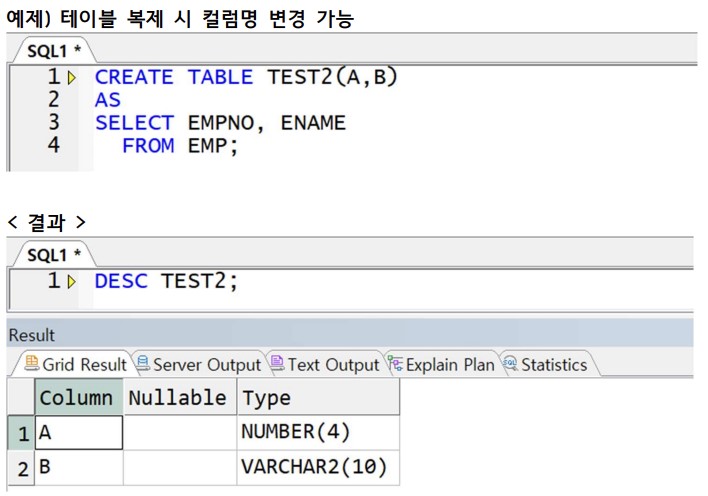 예제) 테이블 복제 시 컬럼명 변경 가능
SQL1 *
1 CREATE TABLE TEST2(A,B)
2 AS
3 SELECT EMPNO, ENAME
4 FROM EMP;
< 결과 >
SQL1 *
1 DESC TEST2;
Result
Grid Result Server Output Text Output Explain Plan Statistics
Column Nullable Type
1 A NUMBER(4)
2 B VARCHAR2(10)